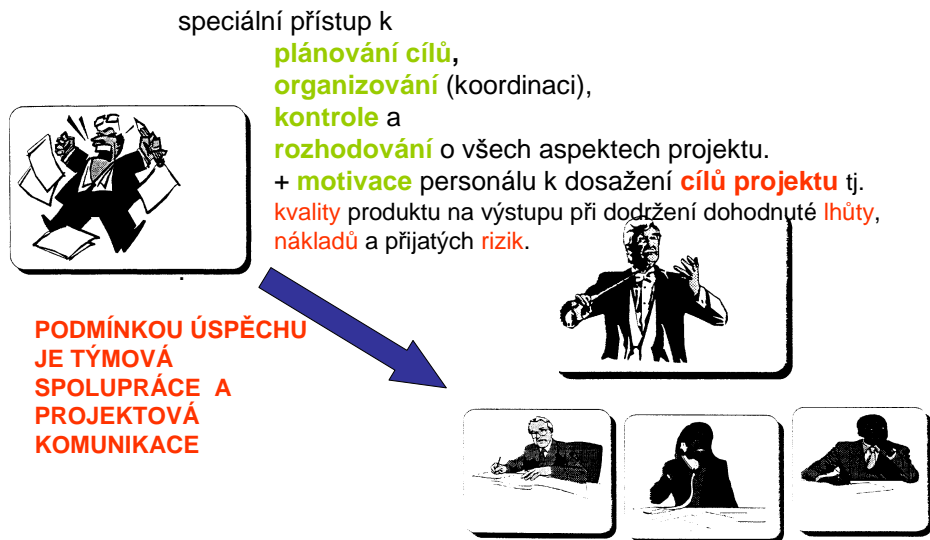 speciální přístup k
plánování cílů,
organizování (koordinaci),
kontrole a
rozhodování o všech aspektech projektu.
+ motivace personálu k dosažení cílů projektu tj.
kvality produktu na výstupu při dodržení dohodnuté lhůty,
nákladů a přijatých rizik.
.
PODMÍNKOU ÚSPĚCHU
JE TÝMOVÁ
SPOLUPRÁCE A
PROJEKTOVÁ
KOMUNIKACE